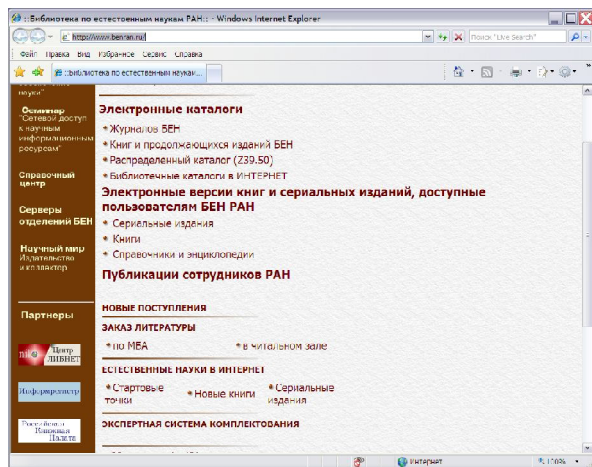 ::Библиотека по естественным наукам РАН:: - Windows Internet Explorer
http://www.benran.ru/
Поиск "Live Search"
Файл Правка Вид Избранное Сервис Справка
::Библиотека по естественным наукам...
науки"
Семинар
"Сетевой доступ
к научным
информационным
ресурсам"
Справочный
центр
Серверы
отделений БЕН
Научный мир
Издательство
и коллектор
Партнеры
Центр
ЛИБНЕТ
Информрегистр
Российская
Книжная
Палата
Электронные каталоги
Журналов БЕН
Книг и продолжающихся изданий БЕН
Распределенный каталог (Z39.50)
Библиотечные каталоги в ИНТЕРНЕТ
Электронные версии книг и сериальных изданий, доступные
пользователям БЕН РАН
Сериальные издания
Книги
Справочники и энциклопедии
Публикации сотрудников РАН
НОВЫЕ ПОСТУПЛЕНИЯ
ЗАКАЗ ЛИТЕРАТУРЫ
по МБА в читальном зале
ЕСТЕСТВЕННЫЕ НАУКИ В ИНТЕРНЕТ
Стартовые точки Новые книги Сериальные издания
ЭКСПЕРТНАЯ СИСТЕМА КОМПЛЕКТОВАНИЯ
Интернет
100%